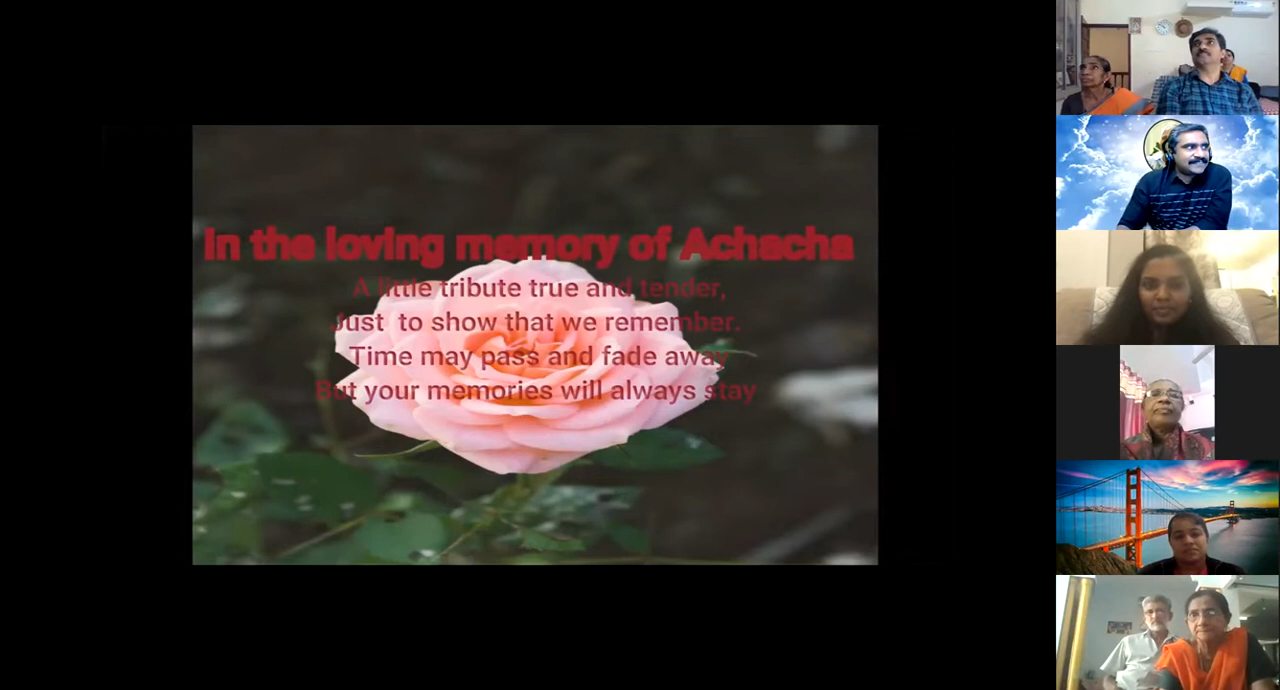 In the loving memory of Achacha
A little tribute true and tender,
Just to show that we remember.
Time may pass and fade away
But your memories will always stay